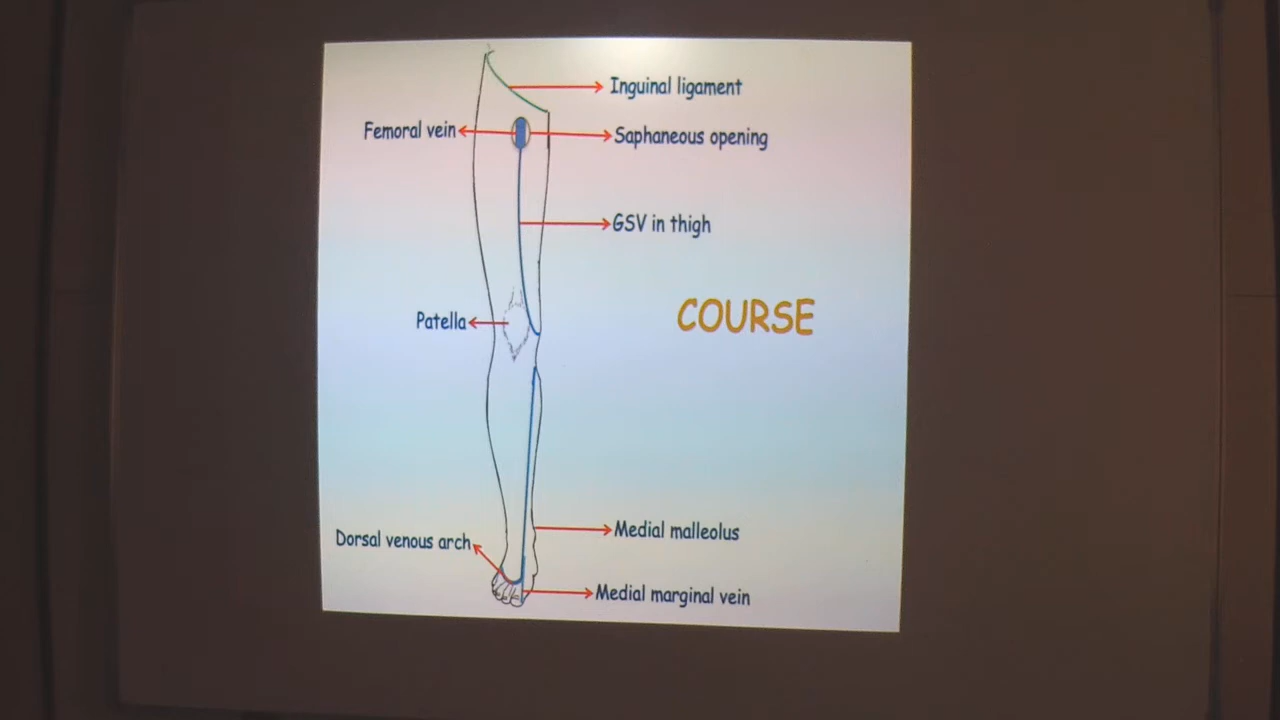 Inguinal ligament
Femoral vein
Saphaneous opening
GSV in thigh
Patella
COURSE
Medial malleolus
Dorsal venous arch
Medial marginal vein